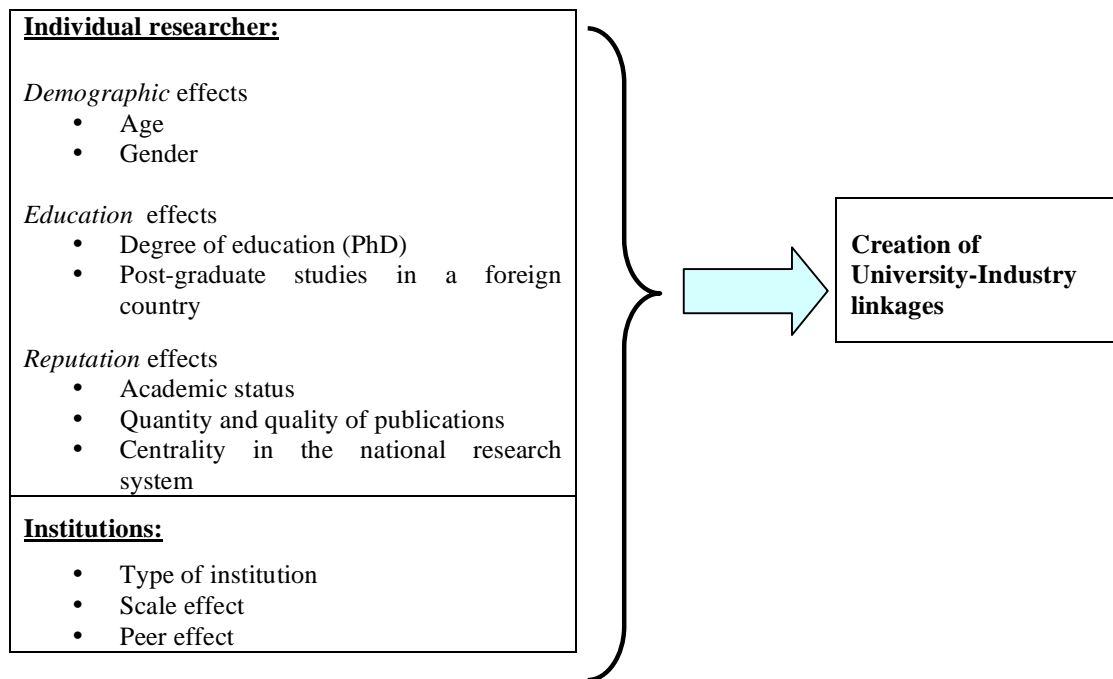 Individual researcher:
Demographic effects
• Age
• Gender
Education effects
• Degree of education (PhD)
• Post-graduate studies in a foreign
country
Reputation effects
• Academic status
• Quantity and quality of publications
• Centrality in the national research
system
Institutions:
• Type of institution
• Scale effect
• Peer effect
Creation of
University-Industry
linkages